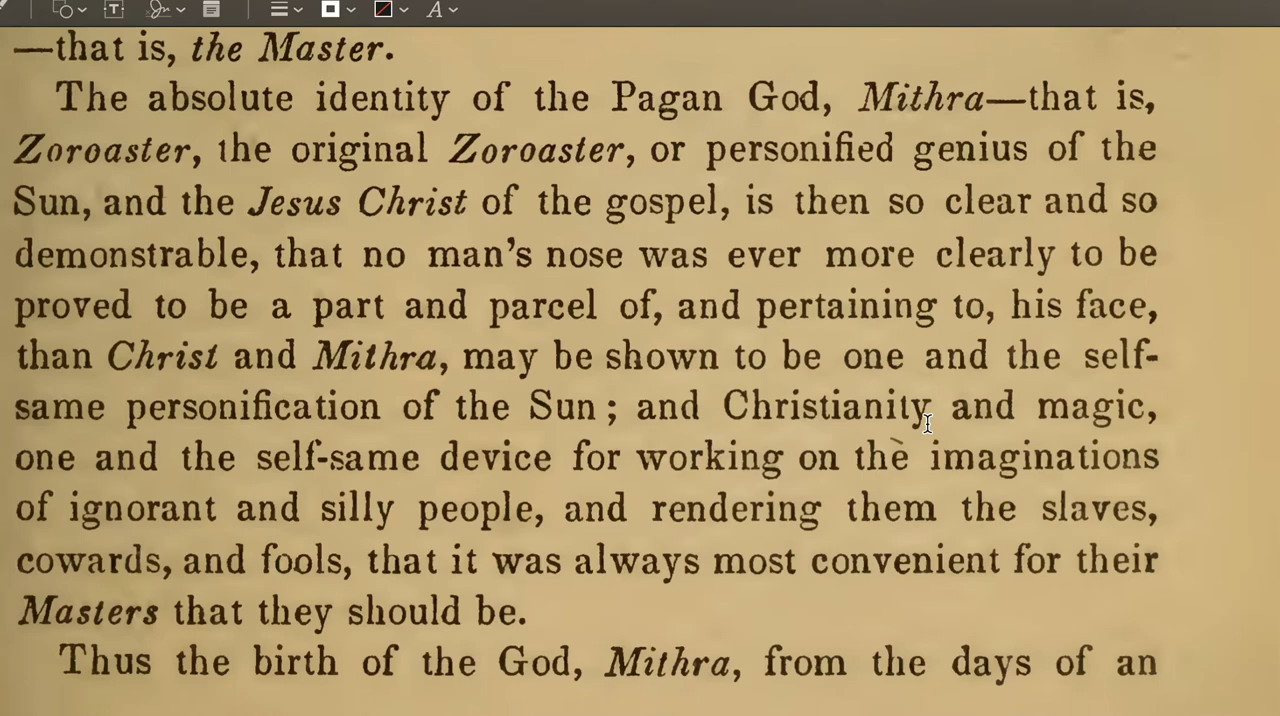 —that is, the Master.
The absolute identity of the Pagan God, Mithra—that is,
Zoroaster, the original Zoroaster, or personified genius of the
Sun, and the Jesus Christ of the gospel, is then so clear and so
demonstrable, that no man's nose was ever more clearly to be
proved to be a part and parcel of, and pertaining to, his face,
than Christ and Mithra, may be shown to be one and the self-
same personification of the Sun; and Christianity and magic,
one and the self-same device for working on the imaginations
of ignorant and silly people, and rendering them the slaves,
cowards, and fools, that it was always most convenient for their
Masters that they should be.
Thus the birth of the God, Mithra, from the days of an